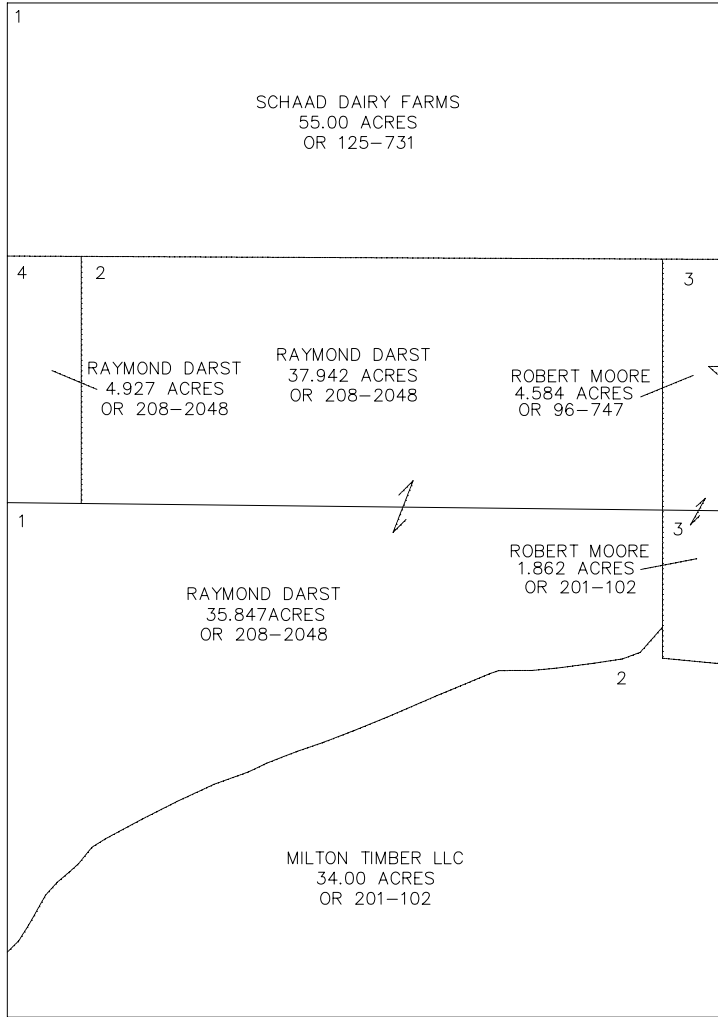 1
SCHAAD DAIRY FARMS
55.00 ACRES
OR 125-731
4
2
3
RAYMOND DARST
4.927 ACRES
OR 208-2048
RAYMOND DARST
37.942 ACRES
OR 208-2048
ROBERT MOORE
4.584 ACRES
OR 96-747
1
3
ROBERT MOORE
1.862 ACRES
OR 201-102
RAYMOND DARST
35.847ACRES
OR 208-2048
2
MILTON TIMBER LLC
34.00 ACRES
OR 201-102